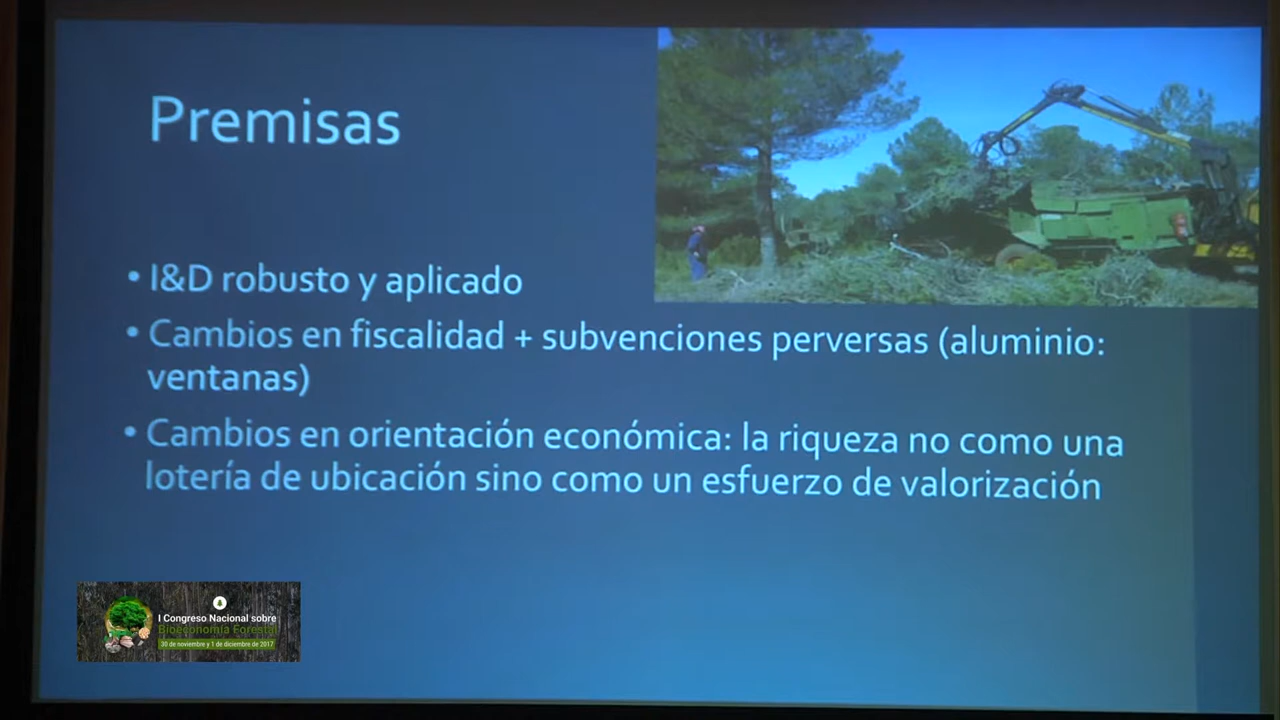 Premisas
• I&D robusto y aplicado
• Cambios en fiscalidad + subvenciones perversas (aluminio:
ventanas)
• Cambios en orientación económica: la riqueza no como una
lotería de ubicación sino como un esfuerzo de valorización
I Congreso Nacional sobre
Bioeconomía Forestal
30 de noviembre y 1 de diciembre de 2017